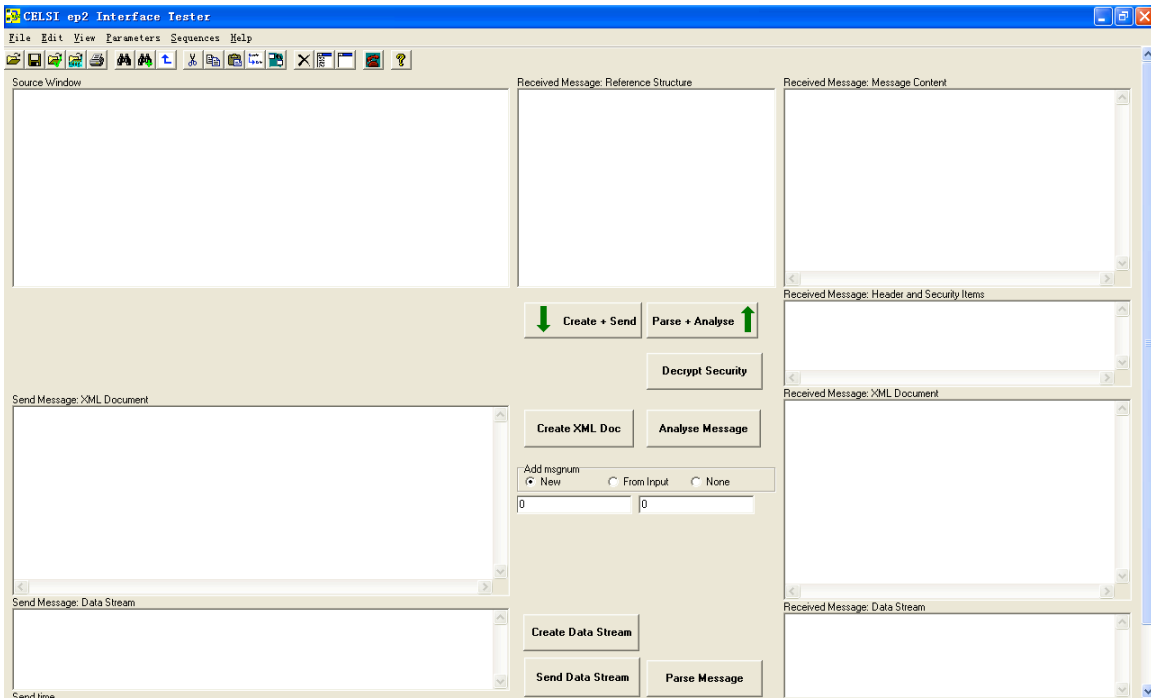 CELSI ep2 Interface Tester
File Edit View Parameters Sequences Help
Source Window
Received Message: Reference Structure
Received Message: Message Content
Create + Send
Parse + Analyse
Received Message: Header and Security Items
Decrypt Security
Send Message: XML Document
Received Message: XML Document
Create XML Doc
Analyse Message
Add msgnum
New
From Input
None
0
0
Send Message: Data Stream
Received Message: Data Stream
Create Data Stream
Send Data Stream
Parse Message
Send time